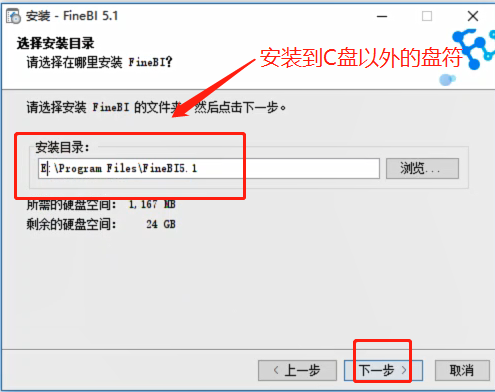 安装 - FineBI 5.1
选择安装目录
请选择在哪里安装 FineBI?
安装到C盘以外的盘符
请选择安装 FineBI 的文件夹，然后点击下一步。
安装目录:
E:\Program Files\FineBI5.1
浏览...
所需的硬盘空间: 1,167 MB
剩余的硬盘空间: 24 GB
< 上一步
下一步 >
取消